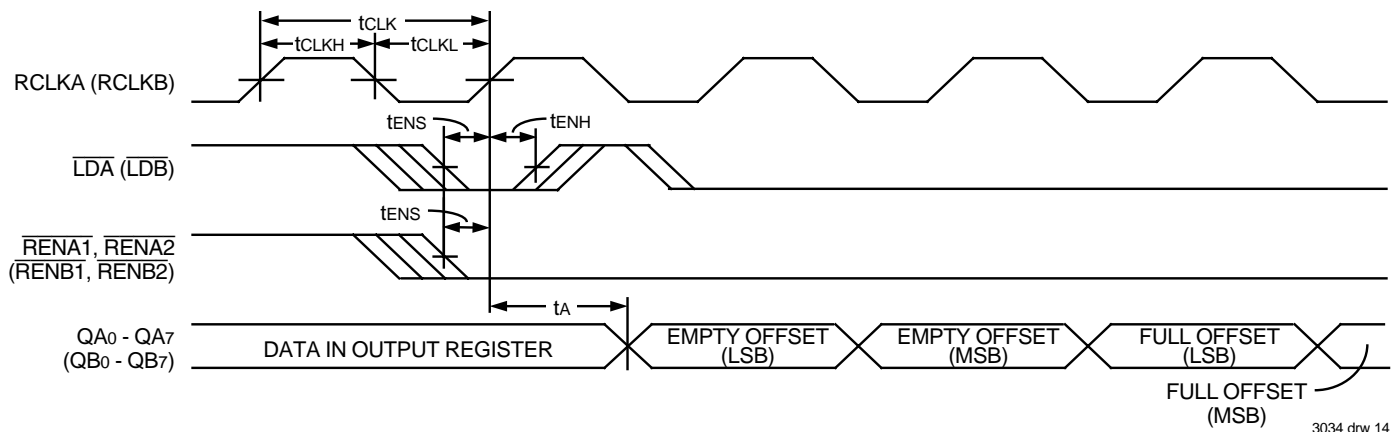 tCLK
tCLKH
tCLKL
RCLKA (RCLKB)
tENS
tENH
LDA (LDB)
tENS
RENA1, RENA2
(RENB1, RENB2)
tA
QA0 - QA7
(QB0 - QB7)
DATA IN OUTPUT REGISTER
EMPTY OFFSET
(LSB)
EMPTY OFFSET
(MSB)
FULL OFFSET
(LSB)
FULL OFFSET
(MSB)
3034 drw 14